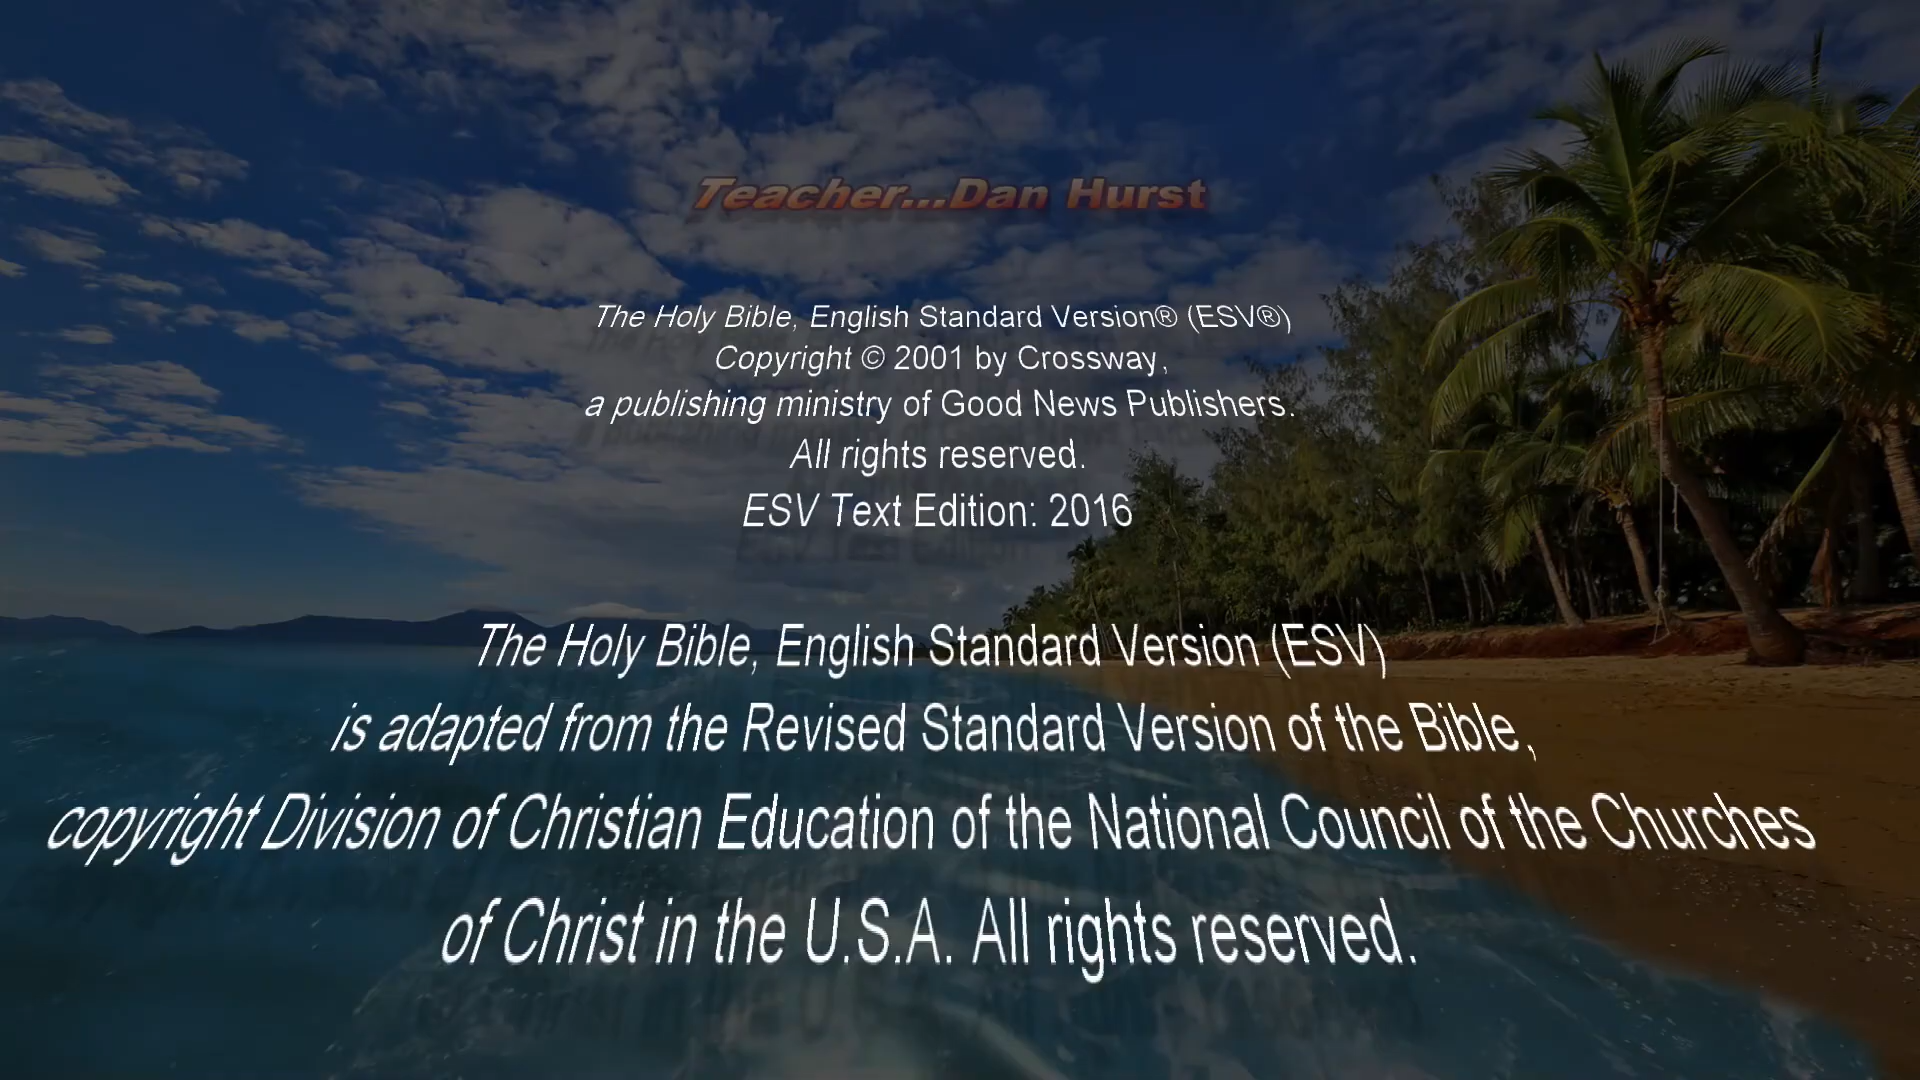 Teacher...Dan Hurst
The Holy Bible, English Standard Version® (ESV®)
Copyright © 2001 by Crossway,
a publishing ministry of Good News Publishers.
All rights reserved.
ESV Text Edition: 2016
The Holy Bible, English Standard Version (ESV)
is adapted from the Revised Standard Version of the Bible,
copyright Division of Christian Education of the National Council of the Churches
of Christ in the U.S.A. All rights reserved.